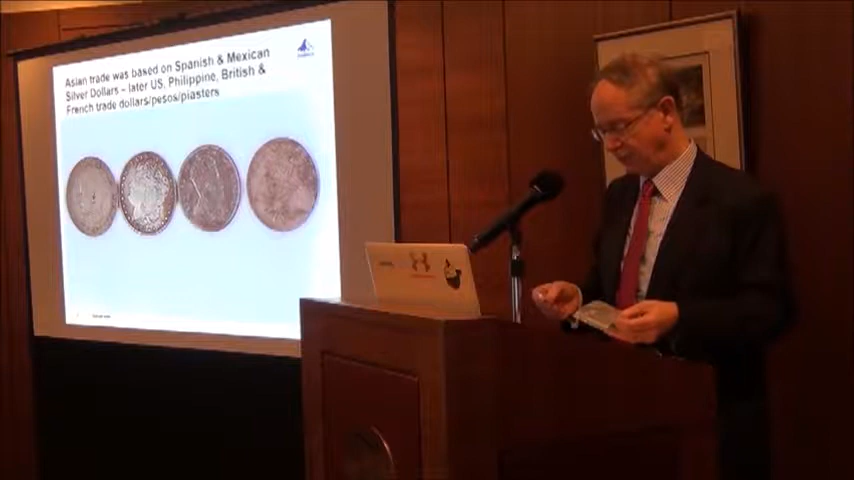 Asian trade was based on Spanish & Mexican
Silver Dollars – later US, Philippine, British &
French trade dollars/pesos/piasters